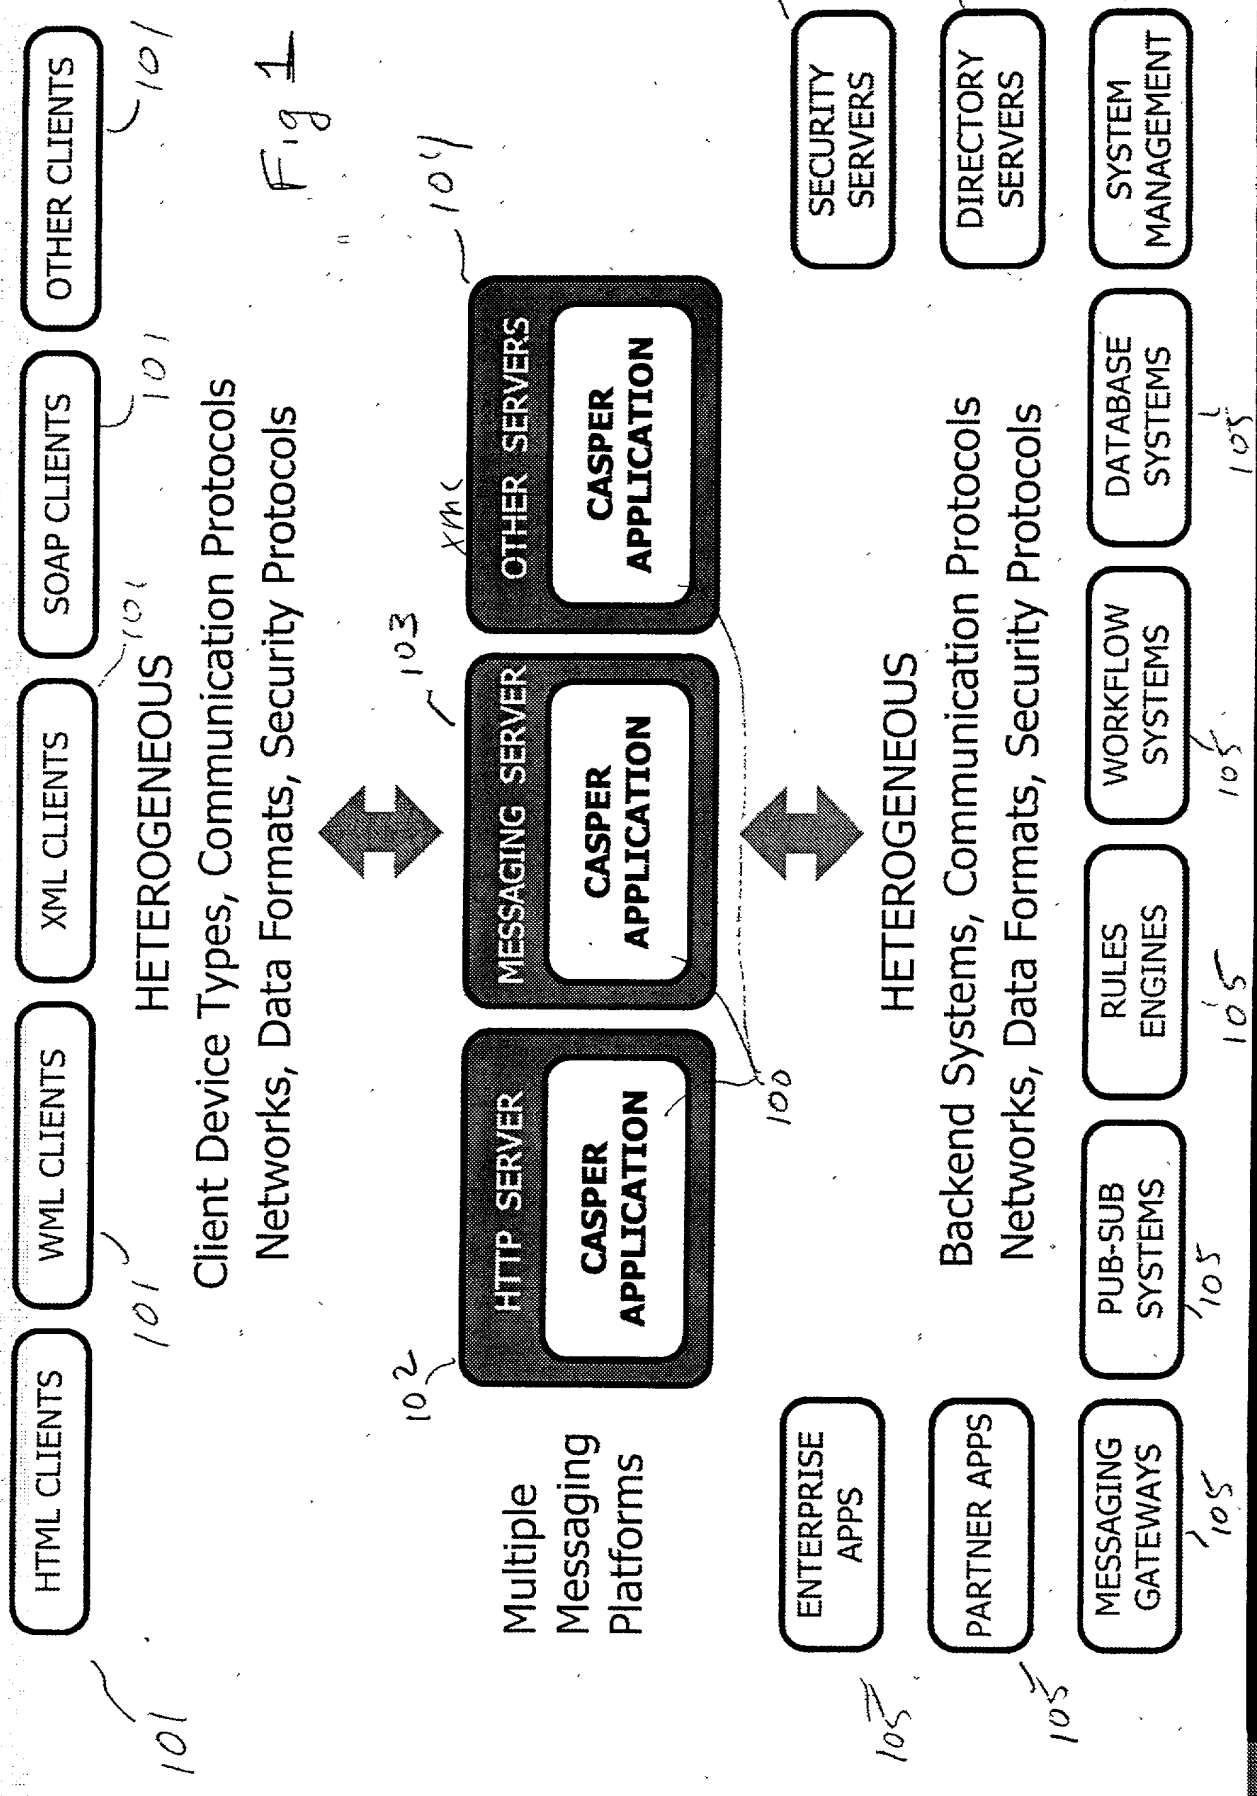 HTML CLIENTS
WML CLIENTS
XML CLIENTS
SOAP CLIENTS
OTHER CLIENTS
101
101
101
101
101
HETEROGENEOUS
Client Device Types, Communication Protocols
Networks, Data Formats, Security Protocols
Fig 1
102
103
104
Multiple
Messaging
Platforms
HTTP SERVER
CASPER
APPLICATION
MESSAGING SERVER
CASPER
APPLICATION
OTHER SERVERS
CASPER
APPLICATION
100
HETEROGENEOUS
Backend Systems, Communication Protocols
Networks, Data Formats, Security Protocols
ENTERPRISE
APPS
105
PARTNER APPS
105
SECURITY
SERVERS
DIRECTORY
SERVERS
MESSAGING
GATEWAYS
105
PUB-SUB
SYSTEMS
105
RULES
ENGINES
105
WORKFLOW
SYSTEMS
105
DATABASE
SYSTEMS
105
SYSTEM
MANAGEMENT